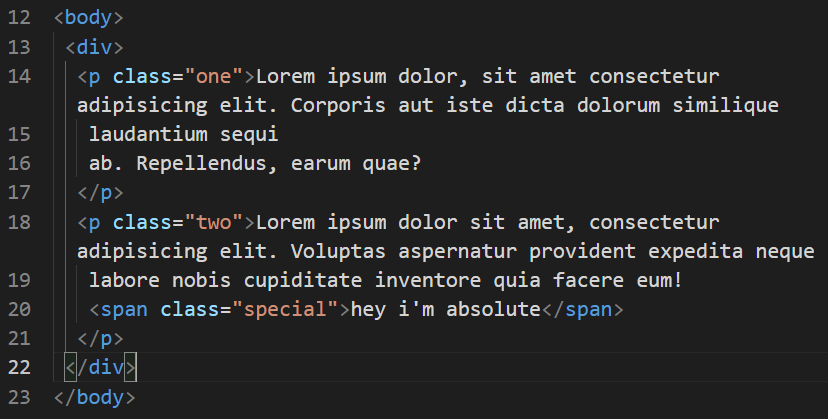 12 <body>
13 <div>
14 <p class="one">Lorem ipsum dolor, sit amet consectetur
adipisicing elit. Corporis aut iste dicta dolorum similique
15 laudantium sequi
16 ab. Repellendus, earum quae?
17 </p>
18 <p class="two">Lorem ipsum dolor sit amet, consectetur
adipisicing elit. Voluptas aspernatur provident expedita neque
19 labore nobis cupiditate inventore quia facere eum!
20 <span class="special">hey i'm absolute</span>
21 </p>
22 </div>
23 </body>